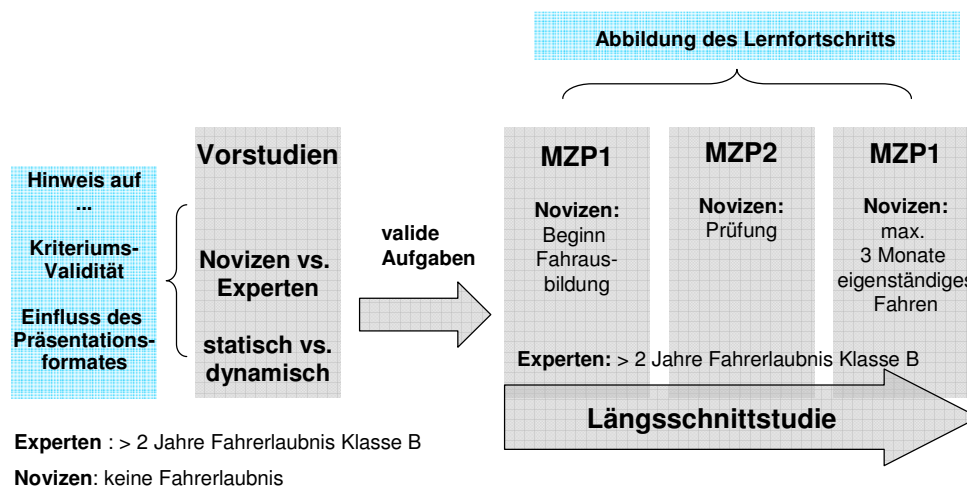 Abbildung des Lernfortschritts
Hinweis auf
...
Kriteriums-
Validität
Einfluss des
Präsentations-
formates
Vorstudien
Novizen vs.
Experten
statisch vs.
dynamisch
valide
Aufgaben
MZP1
Novizen:
Beginn
Fahraus-
bildung
MZP2
Novizen:
Prüfung
MZP1
Novizen:
max.
3 Monate
eigenständiges
Fahren
Experten: > 2 Jahre Fahrerlaubnis Klasse B
Längsschnittstudie
Experten : > 2 Jahre Fahrerlaubnis Klasse B
Novizen: keine Fahrerlaubnis